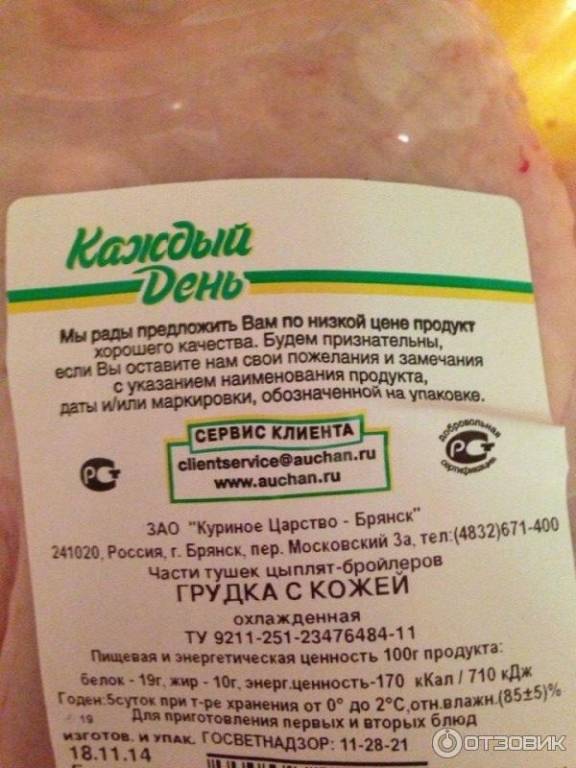 Каждый
День
Мы рады предложить Вам по низкой цене продукт
хорошего качества. Будем признательны,
если Вы оставите нам свои пожелания и замечания
с указанием наименования продукта,
даты и/или маркировки, обозначенной на упаковке.
СЕРВИС КЛИЕНТА
clientservice@auchan.ru
www.auchan.ru
РСТ
добровольная
РСТ
сертификация
ЗАО "Куриное Царство - Брянск"
241020, Россия, г. Брянск, пер. Московский 3а, тел:(4832)671-400
Части тушек цыплят-бройлеров
ГРУДКА С КОЖЕЙ
охлажденная
ТУ 9211-251-23476484-11
Пищевая и энергетическая ценность 100г продукта:
белок - 19г, жир - 10г, энерг.ценность-170 кКал / 710 кДж
Годен:5суток при т-ре хранения от 0° до 2°С,отн.влажн.(85±5)%
19
Для приготовления первых и вторых блюд
изготов. и упак. ГОСВЕТНАДЗОР: 11-28-21
18.11.14
ОТЗОВИК